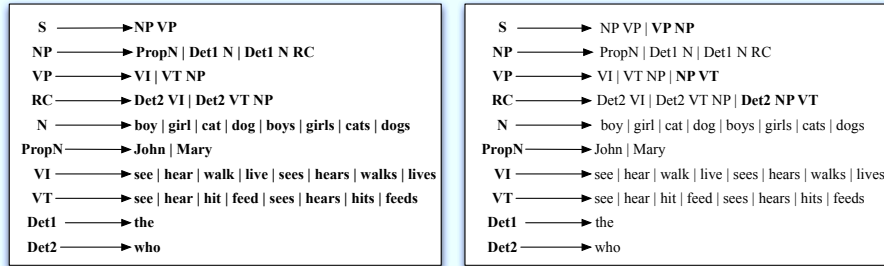 S NP VP
NP PropN | Det1 N | Det1 N RC
VP VI | VT NP
RC Det2 VI | Det2 VT NP
N boy | girl | cat | dog | boys | girls | cats | dogs
PropN John | Mary
VI see | hear | walk | live | sees | hears | walks | lives
VT see | hear | hit | feed | sees | hears | hits | feeds
Det1 the
Det2 who
S NP VP | VP NP
NP PropN | Det1 N | Det1 N RC
VP VI | VT NP | NP VT
RC Det2 VI | Det2 VT NP | Det2 NP VT
N boy | girl | cat | dog | boys | girls | cats | dogs
PropN John | Mary
VI see | hear | walk | live | sees | hears | walks | lives
VT see | hear | hit | feed | sees | hears | hits | feeds
Det1 the
Det2 who